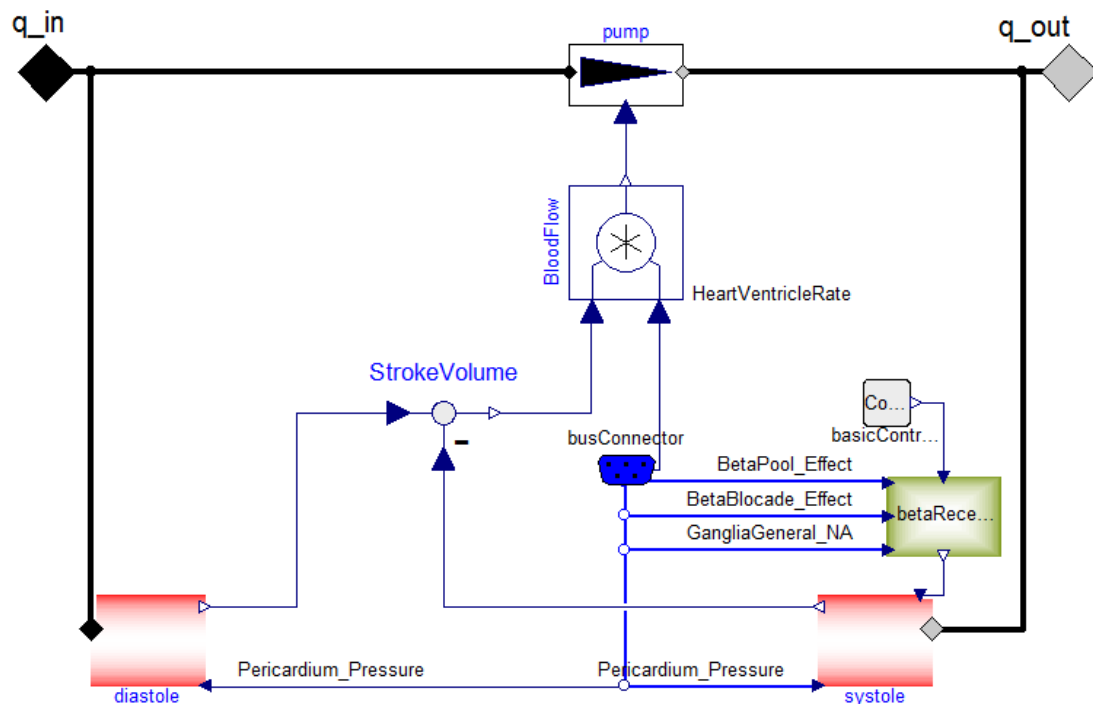 q_in
pump
q_out
BloodFlow
HeartVentricleRate
StrokeVolume
-
Co...
basicContr...
busConnector
BetaPool_Effect
BetaBlocade_Effect
betaRece...
GangliaGeneral_NA
Pericardium_Pressure
Pericardium_Pressure
diastole
systole